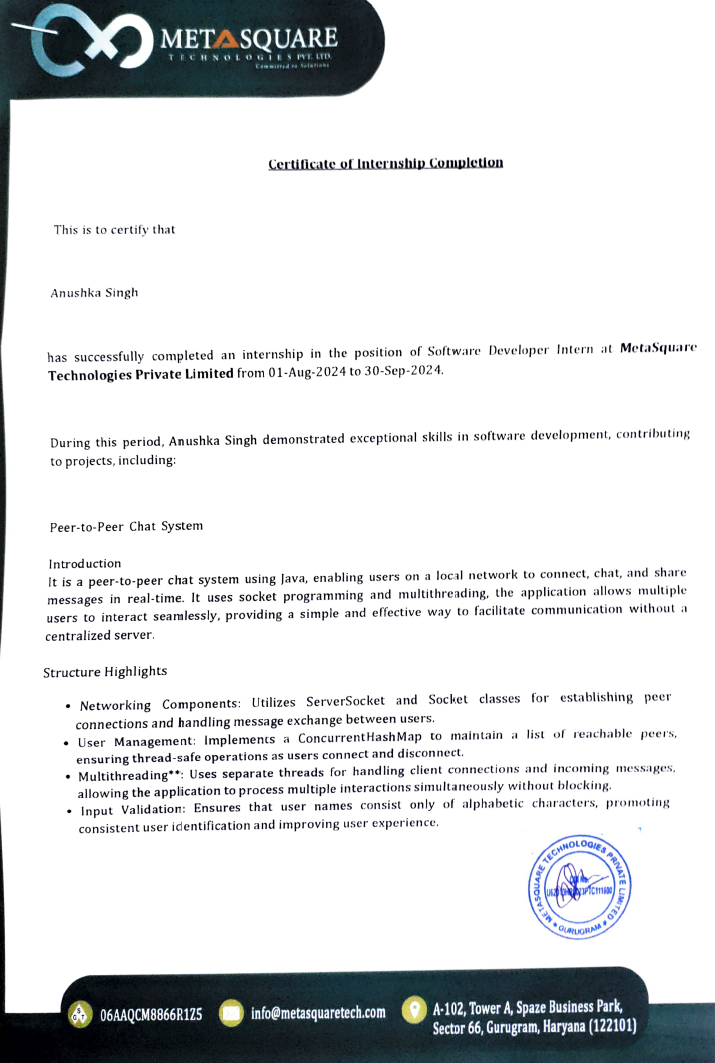 METASQUARE
TECHNOLOGIES PVT. LTD.
Committed to Solutions
Certificate of Internship Completion
This is to certify that
Anushka Singh
has successfully completed an internship in the position of Software Developer Intern at MetaSquare
Technologies Private Limited from 01-Aug-2024 to 30-Sep-2024.
During this period, Anushka Singh demonstrated exceptional skills in software development, contributing
to projects, including:
Peer-to-Peer Chat System
Introduction
It is a peer-to-peer chat system using Java, enabling users on a local network to connect, chat, and share
messages in real-time. It uses socket programming and multithreading, the application allows multiple
users to interact seamlessly, providing a simple and effective way to facilitate communication without a
centralized server.
Structure Highlights
• Networking Components: Utilizes ServerSocket and Socket classes for establishing peer
connections and handling message exchange between users.
• User Management: Implements a ConcurrentHashMap to maintain a list of reachable peers,
ensuring thread-safe operations as users connect and disconnect.
• Multithreading**: Uses separate threads for handling client connections and incoming messages,
allowing the application to process multiple interactions simultaneously without blocking.
• Input Validation: Ensures that user names consist only of alphabetic characters, promoting
consistent user identification and improving user experience.
METASQUARE TECHNOLOGIES PRIVATE LIMITED
GURUGRAM
GST
06AAQCM8866R1Z5
info@metasquaretech.com
A-102, Tower A, Spaze Business Park,
Sector 66, Gurugram, Haryana (122101)